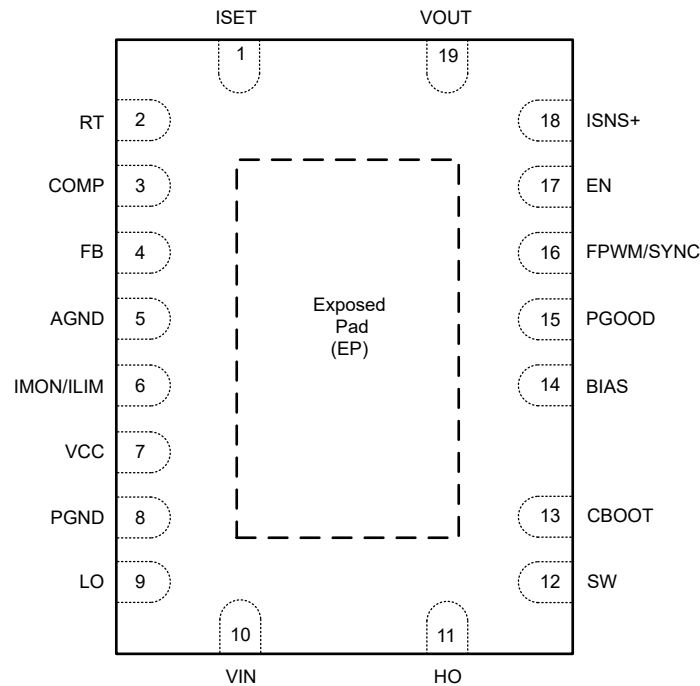 ISET VOUT
1 19
RT 2 18 ISNS+
COMP 3 17 EN
FB 4 16 FPWM/SYNC
AGND 5 15 PGOOD
Exposed
Pad
(EP)
IMON/ILIM 6 14 BIAS
VCC 7
PGND 8 13 CBOOT
LO 9 12 SW
10 11
VIN HO